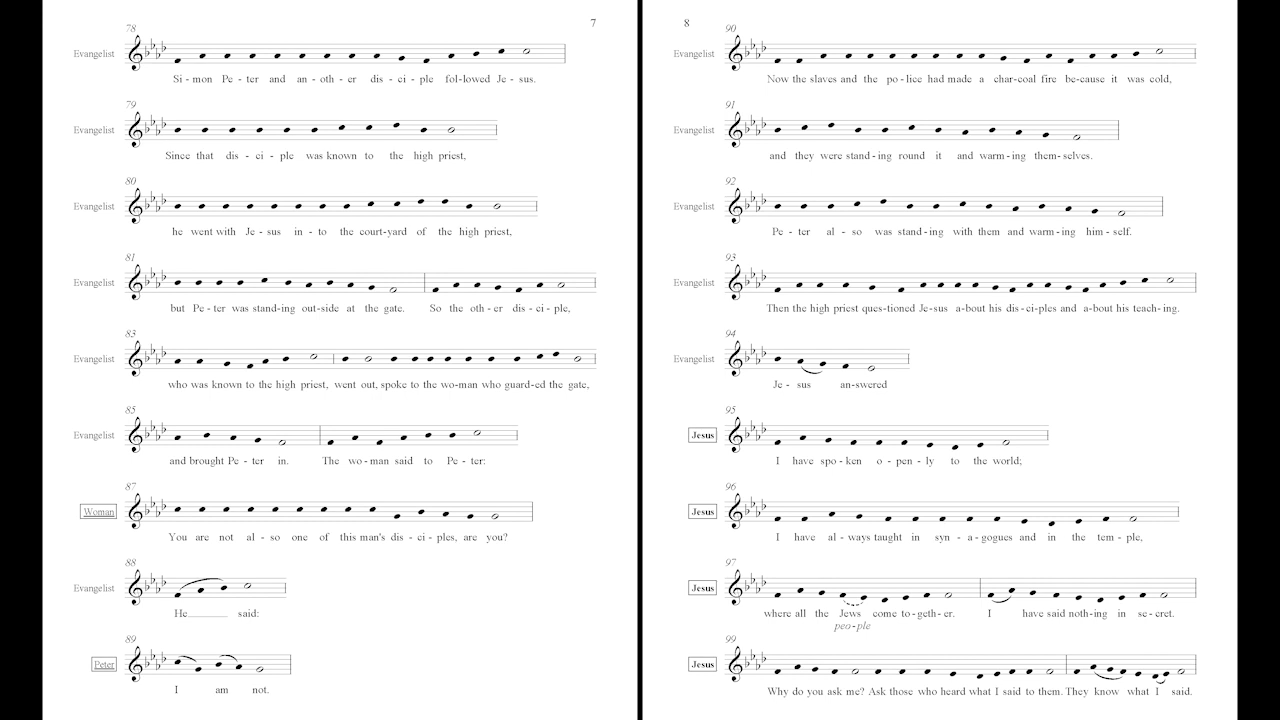 7
78
Evangelist
Si - mon Pe - ter and an - oth - er dis - ci - ple fol - lowed Je - sus.
79
Evangelist
Since that dis - ci - ple was known to the high priest,
80
Evangelist
he went with Je - sus in - to the court - yard of the high priest,
81
Evangelist
but Pe - ter was stand - ing out - side at the gate. So the oth - er dis - ci - ple,
83
Evangelist
who was known to the high priest, went out, spoke to the wo - man who guard - ed the gate,
85
Evangelist
and brought Pe - ter in. The wo - man said to Pe - ter:
87
Woman
You are not al - so one of this man's dis - ci - ples, are you?
88
Evangelist
He said:
89
Peter
I am not.
8
90
Evangelist
Now the slaves and the po - lice had made a char - coal fire be - cause it was cold,
91
Evangelist
and they were stand - ing round it and warm - ing them - selves.
92
Evangelist
Pe - ter al - so was stand - ing with them and warm - ing him - self.
93
Evangelist
Then the high priest ques - tioned Je - sus a - bout his dis - ci - ples and a - bout his teach - ing.
94
Evangelist
Je - sus an - swered
95
Jesus
I have spo - ken o - pen - ly to the world;
96
Jesus
I have al - ways taught in syn - a - gogues and in the tem - ple,
97
Jesus
where all the Jews come to - geth - er. I have said noth - ing in se - cret.
peo - ple
99
Jesus
Why do you ask me? Ask those who heard what I said to them. They know what I said.